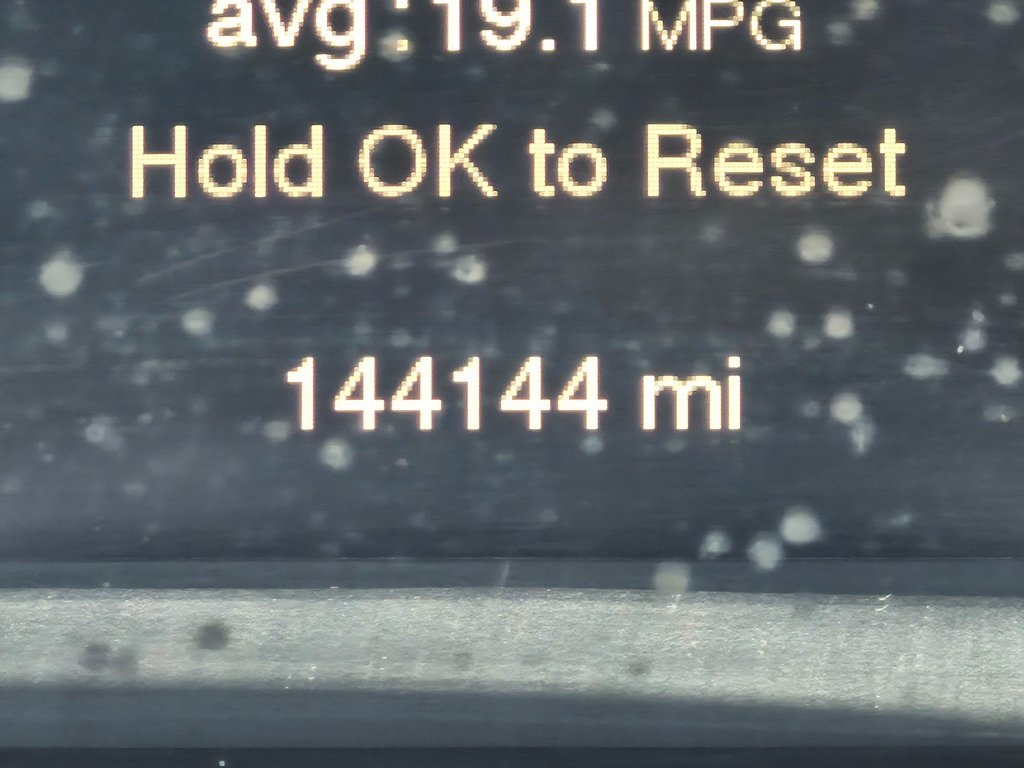 avg :19.1 MPG
Hold OK to Reset
144144 mi